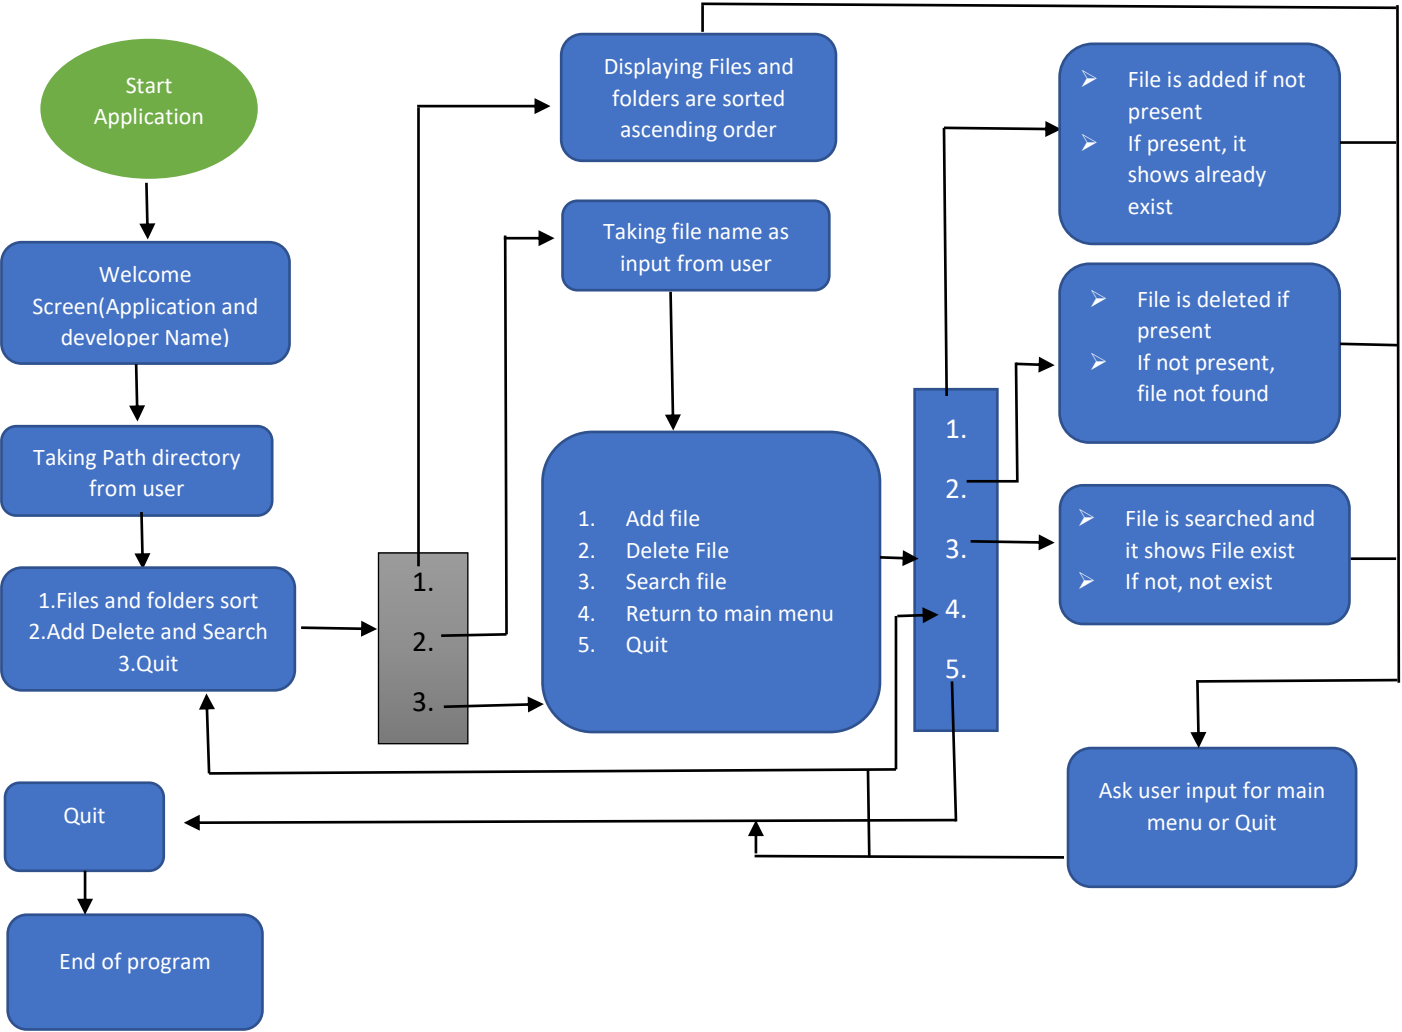 Start
Application
Welcome
Screen(Application and
developer Name)
Taking Path directory
from user
1.Files and folders sort
2.Add Delete and Search
3.Quit
1.
2.
3.
Displaying Files and
folders are sorted
ascending order
Taking file name as
input from user
1. Add file
2. Delete File
3. Search file
4. Return to main menu
5. Quit
1.
2.
3.
4.
5.
➢ File is added if not
present
➢ If present, it
shows already
exist
➢ File is deleted if
present
➢ If not present,
file not found
➢ File is searched and
it shows File exist
➢ If not, not exist
Ask user input for main
menu or Quit
Quit
End of program